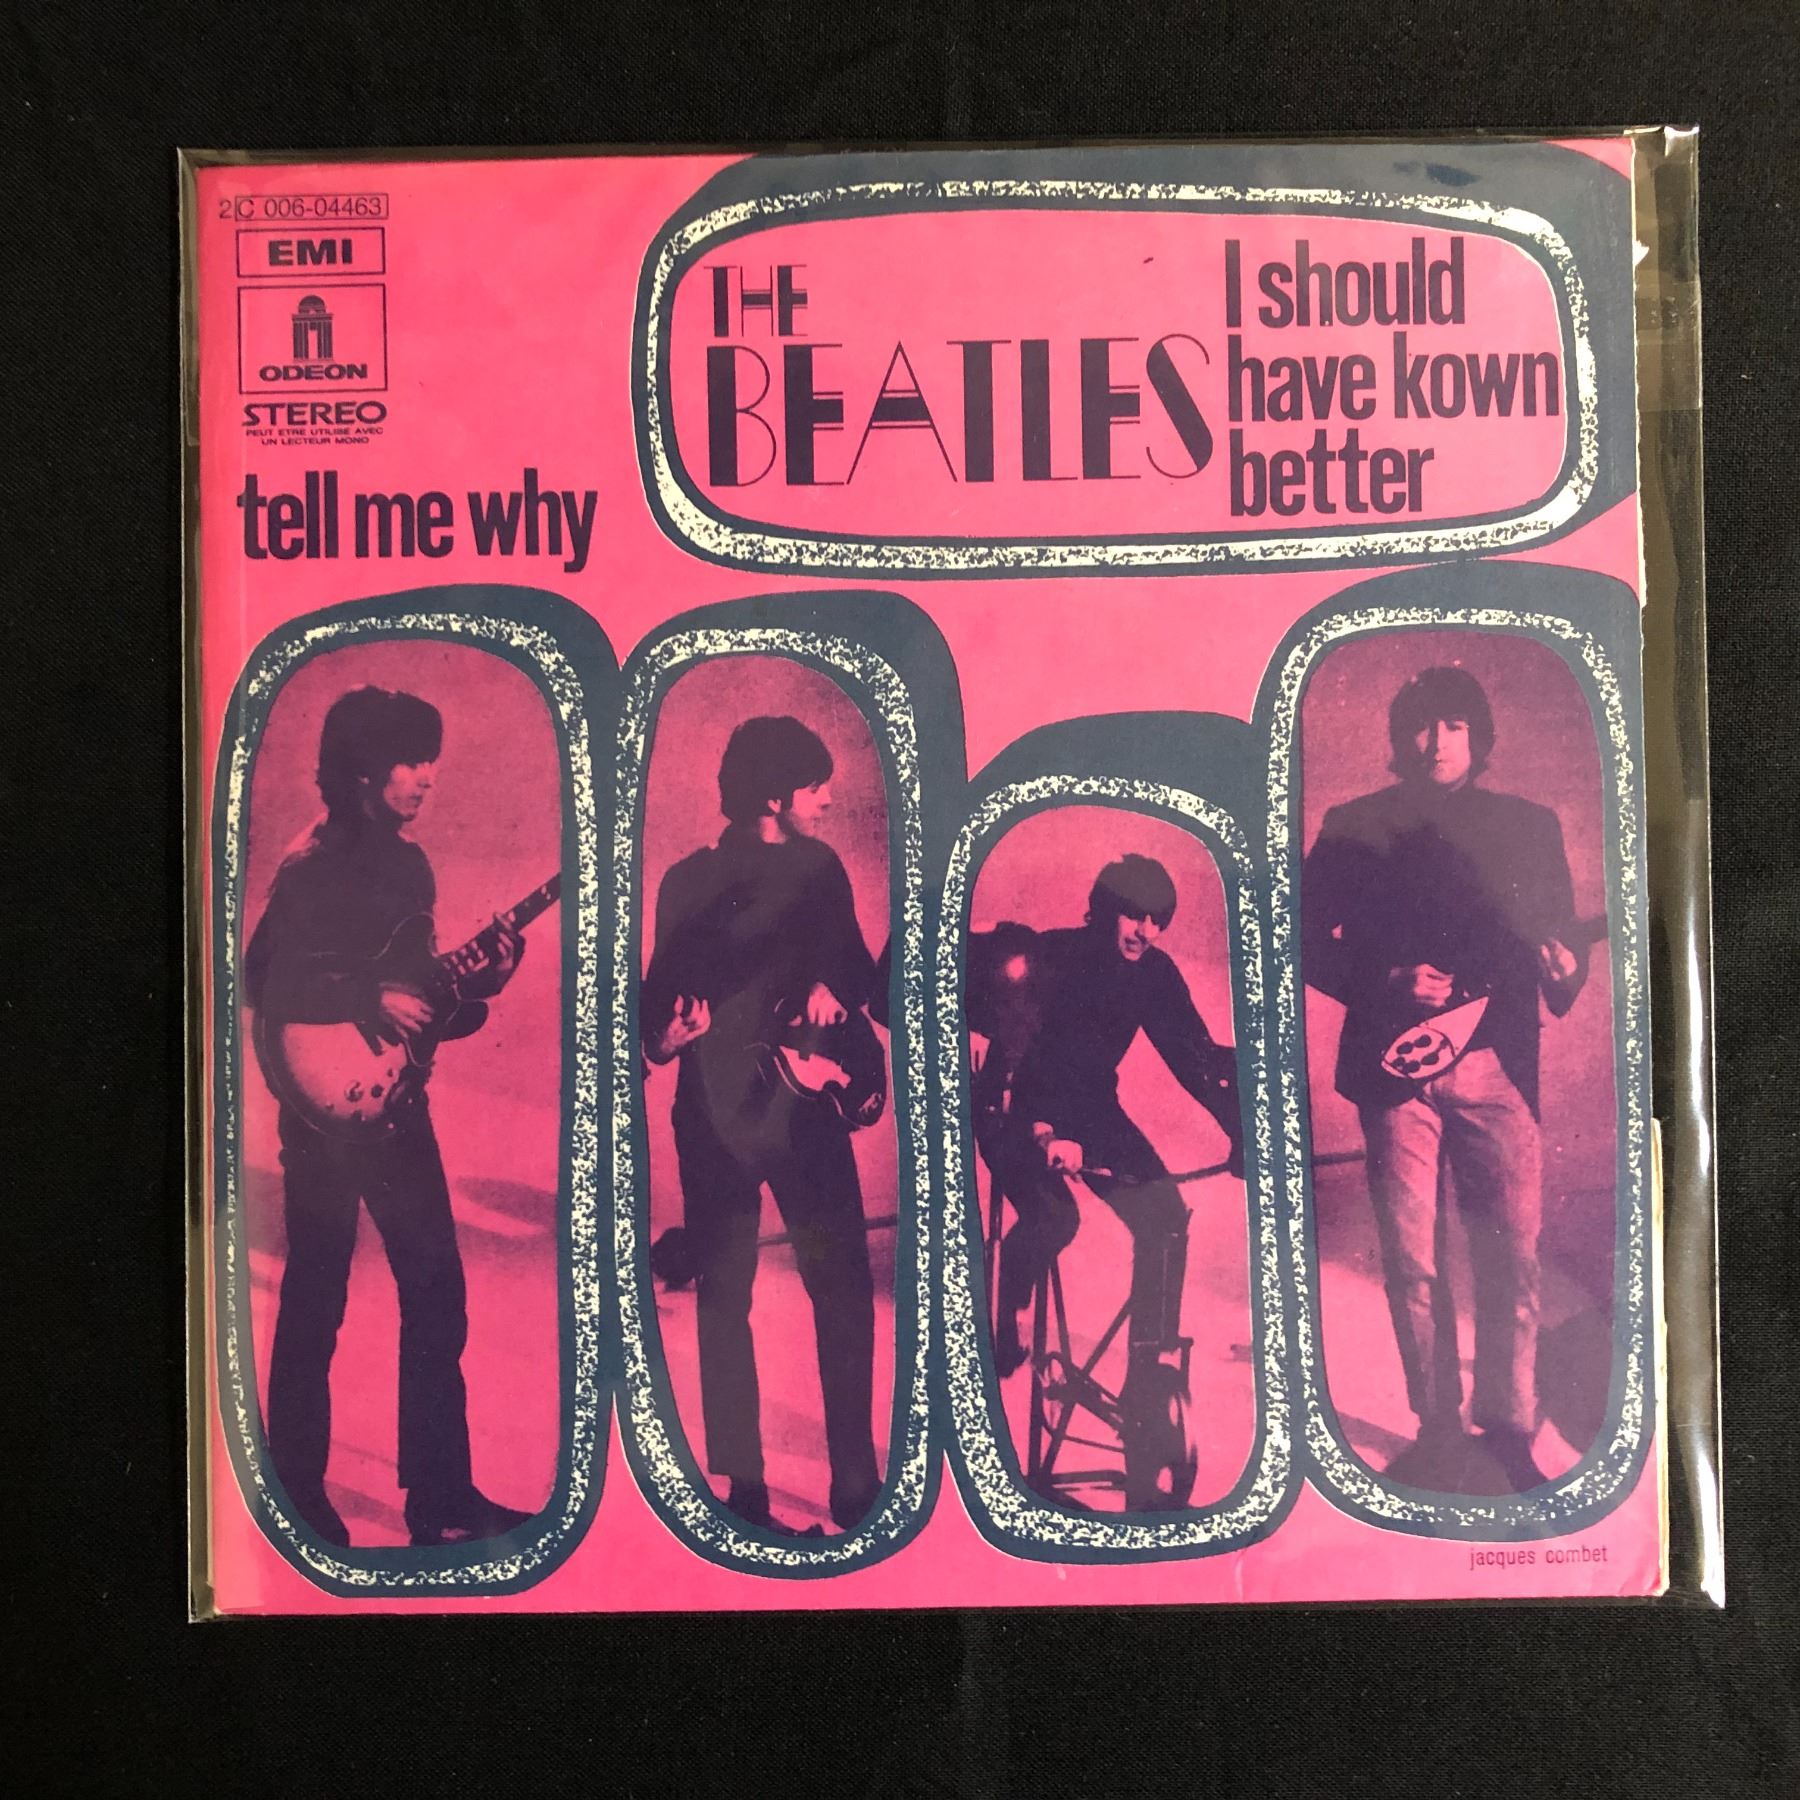 2C 006-04463
EMI
ODEON
STEREO
PEUT ETRE UTILISE AVEC
UN LECTEUR MONO
tell me why
THE
BEATLES
I should
have kown
better
jacques combet